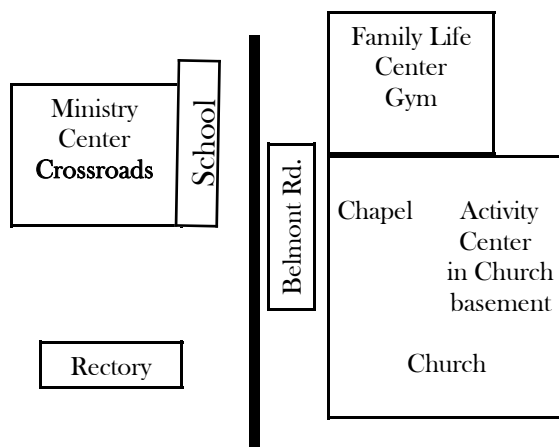 Family Life
Center
Gym
Ministry
Center
Crossroads
School
Belmont Rd.
Chapel
Activity
Center
in Church
basement
Church
Rectory